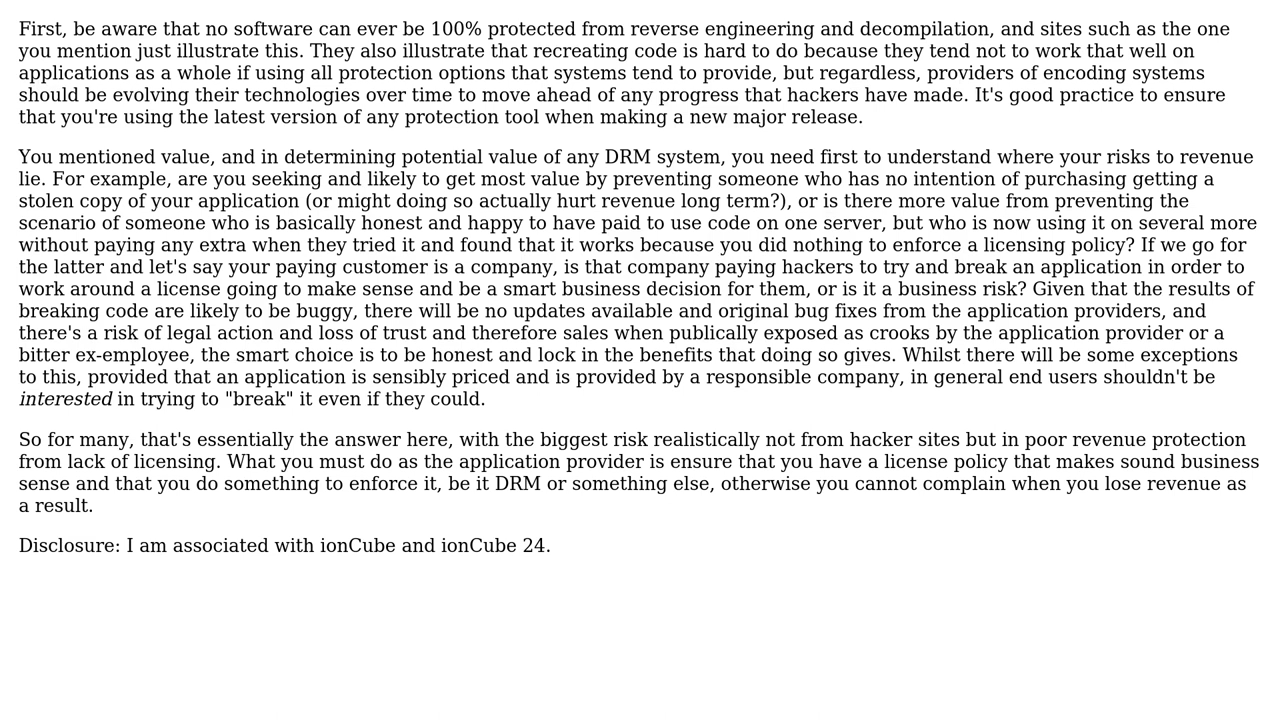 First, be aware that no software can ever be 100% protected from reverse engineering and decompilation, and sites such as the one
you mention just illustrate this. They also illustrate that recreating code is hard to do because they tend not to work that well on
applications as a whole if using all protection options that systems tend to provide, but regardless, providers of encoding systems
should be evolving their technologies over time to move ahead of any progress that hackers have made. It's good practice to ensure
that you're using the latest version of any protection tool when making a new major release.
You mentioned value, and in determining potential value of any DRM system, you need first to understand where your risks to revenue
lie. For example, are you seeking and likely to get most value by preventing someone who has no intention of purchasing getting a
stolen copy of your application (or might doing so actually hurt revenue long term?), or is there more value from preventing the
scenario of someone who is basically honest and happy to have paid to use code on one server, but who is now using it on several more
without paying any extra when they tried it and found that it works because you did nothing to enforce a licensing policy? If we go for
the latter and let's say your paying customer is a company, is that company paying hackers to try and break an application in order to
work around a license going to make sense and be a smart business decision for them, or is it a business risk? Given that the results of
breaking code are likely to be buggy, there will be no updates available and original bug fixes from the application providers, and
there's a risk of legal action and loss of trust and therefore sales when publically exposed as crooks by the application provider or a
bitter ex-employee, the smart choice is to be honest and lock in the benefits that doing so gives. Whilst there will be some exceptions
to this, provided that an application is sensibly priced and is provided by a responsible company, in general end users shouldn't be
interested in trying to "break" it even if they could.
So for many, that's essentially the answer here, with the biggest risk realistically not from hacker sites but in poor revenue protection
from lack of licensing. What you must do as the application provider is ensure that you have a license policy that makes sound business
sense and that you do something to enforce it, be it DRM or something else, otherwise you cannot complain when you lose revenue as
a result.
Disclosure: I am associated with ionCube and ionCube 24.